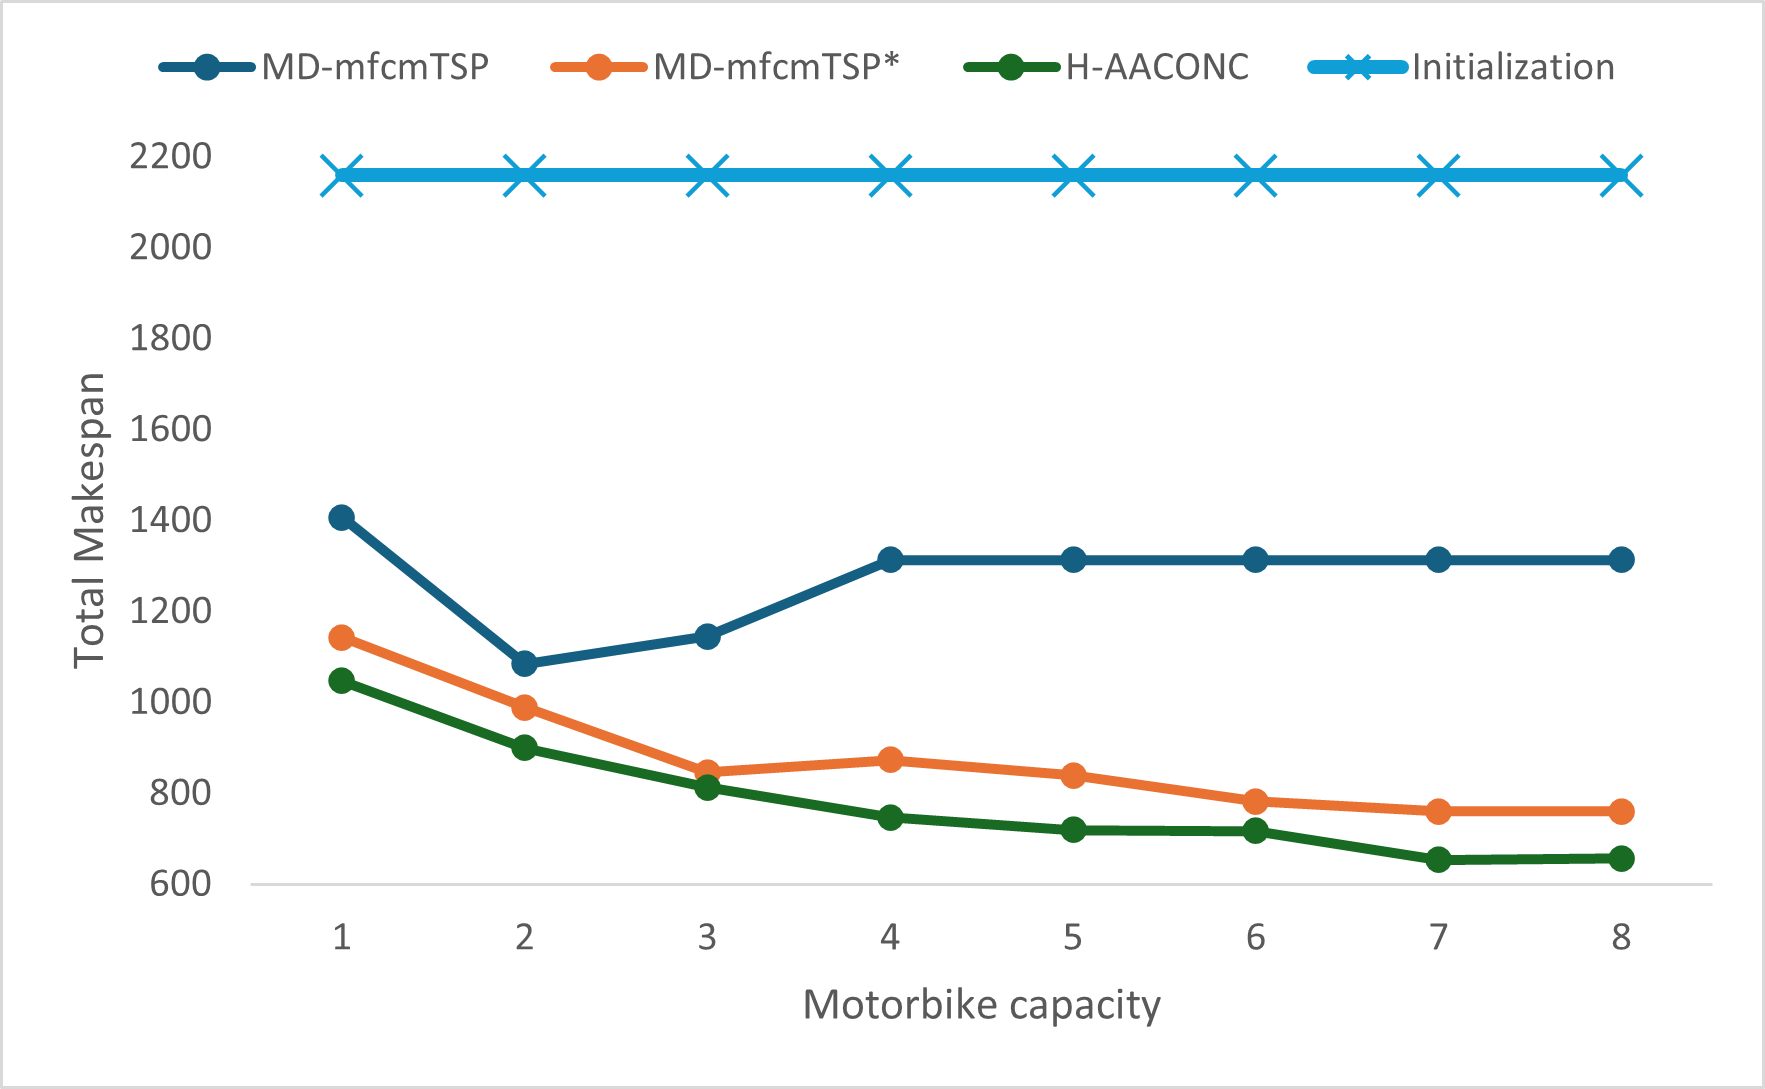 MD-mfcmTSP MD-mfcmTSP* H-AACONC Initialization
2200
2000
1800
1600
1400
1200
1000
800
600
Total Makespan
1 2 3 4 5 6 7 8
Motorbike capacity